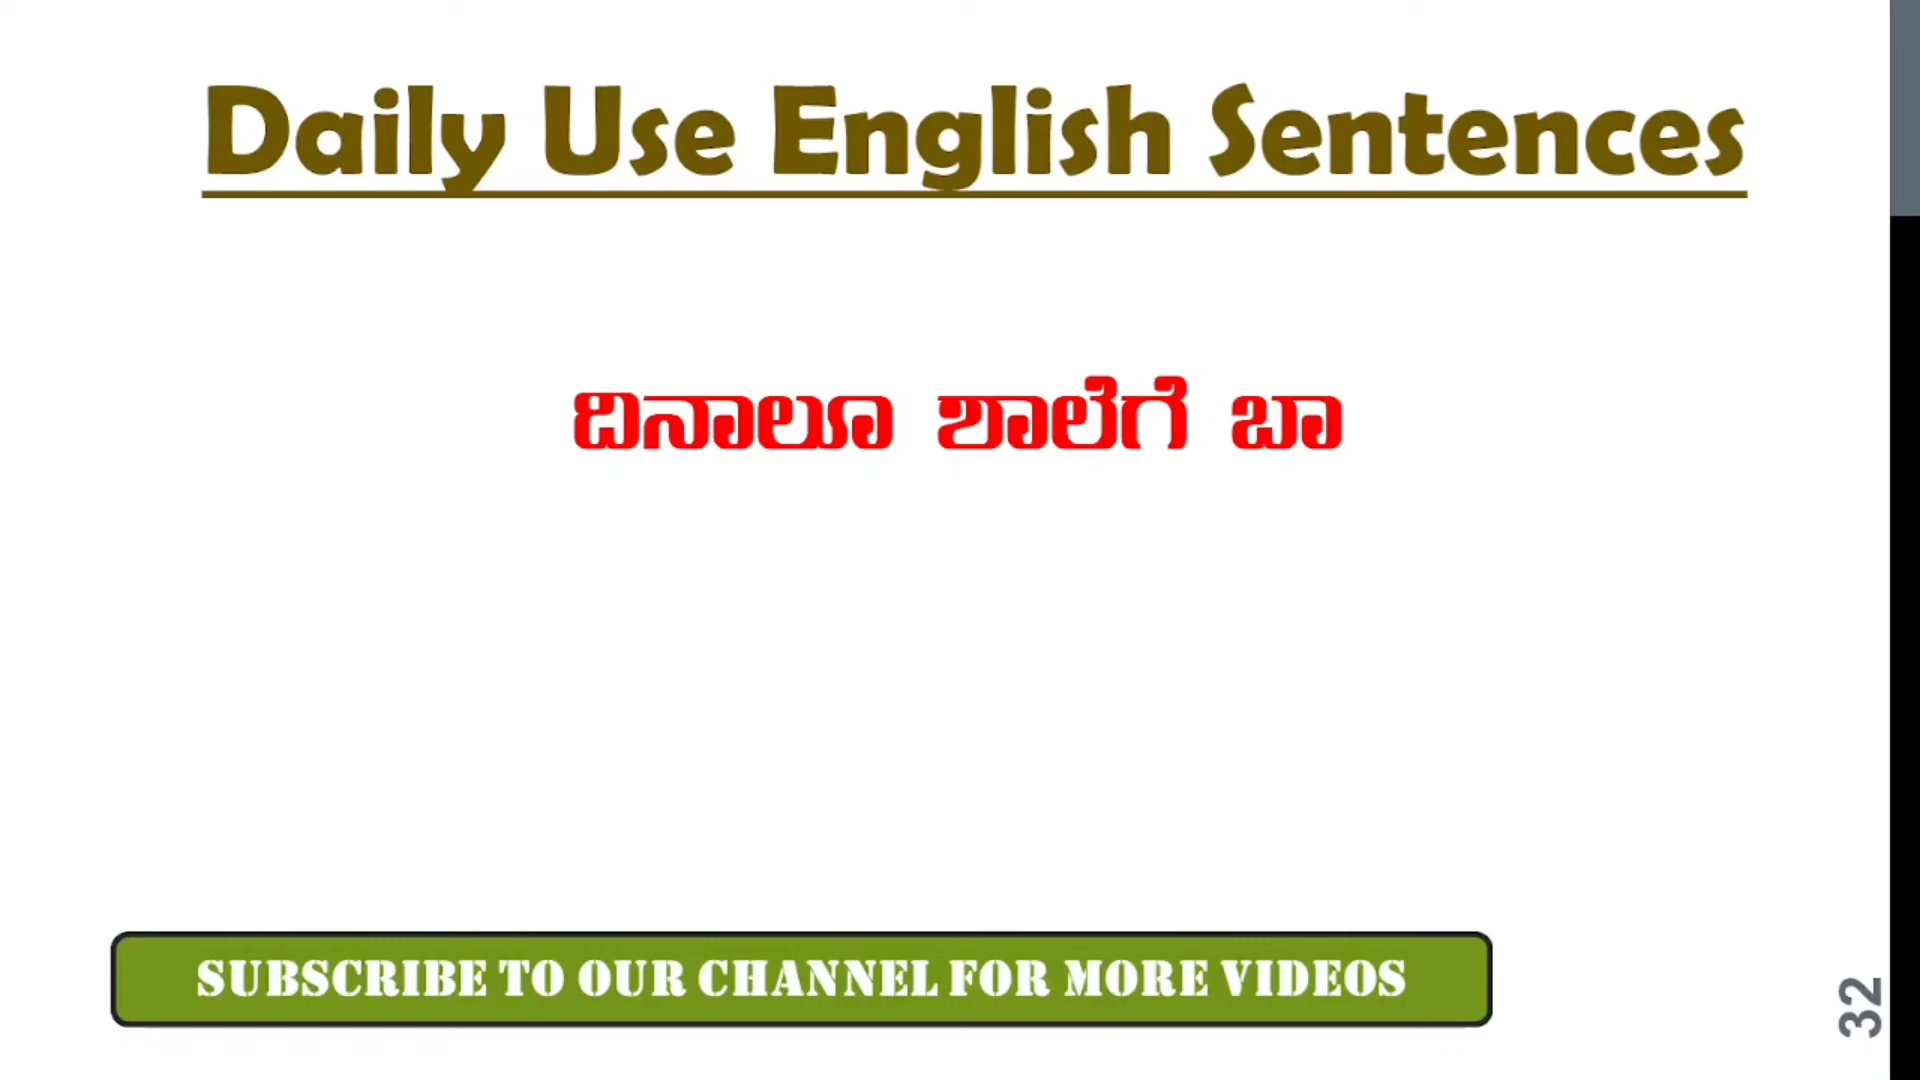 Daily Use English Sentences
ದಿನಾಲೂ ಶಾಲೆಗೆ ಬಾ
SUBSCRIBE TO OUR CHANNEL FOR MORE VIDEOS
32